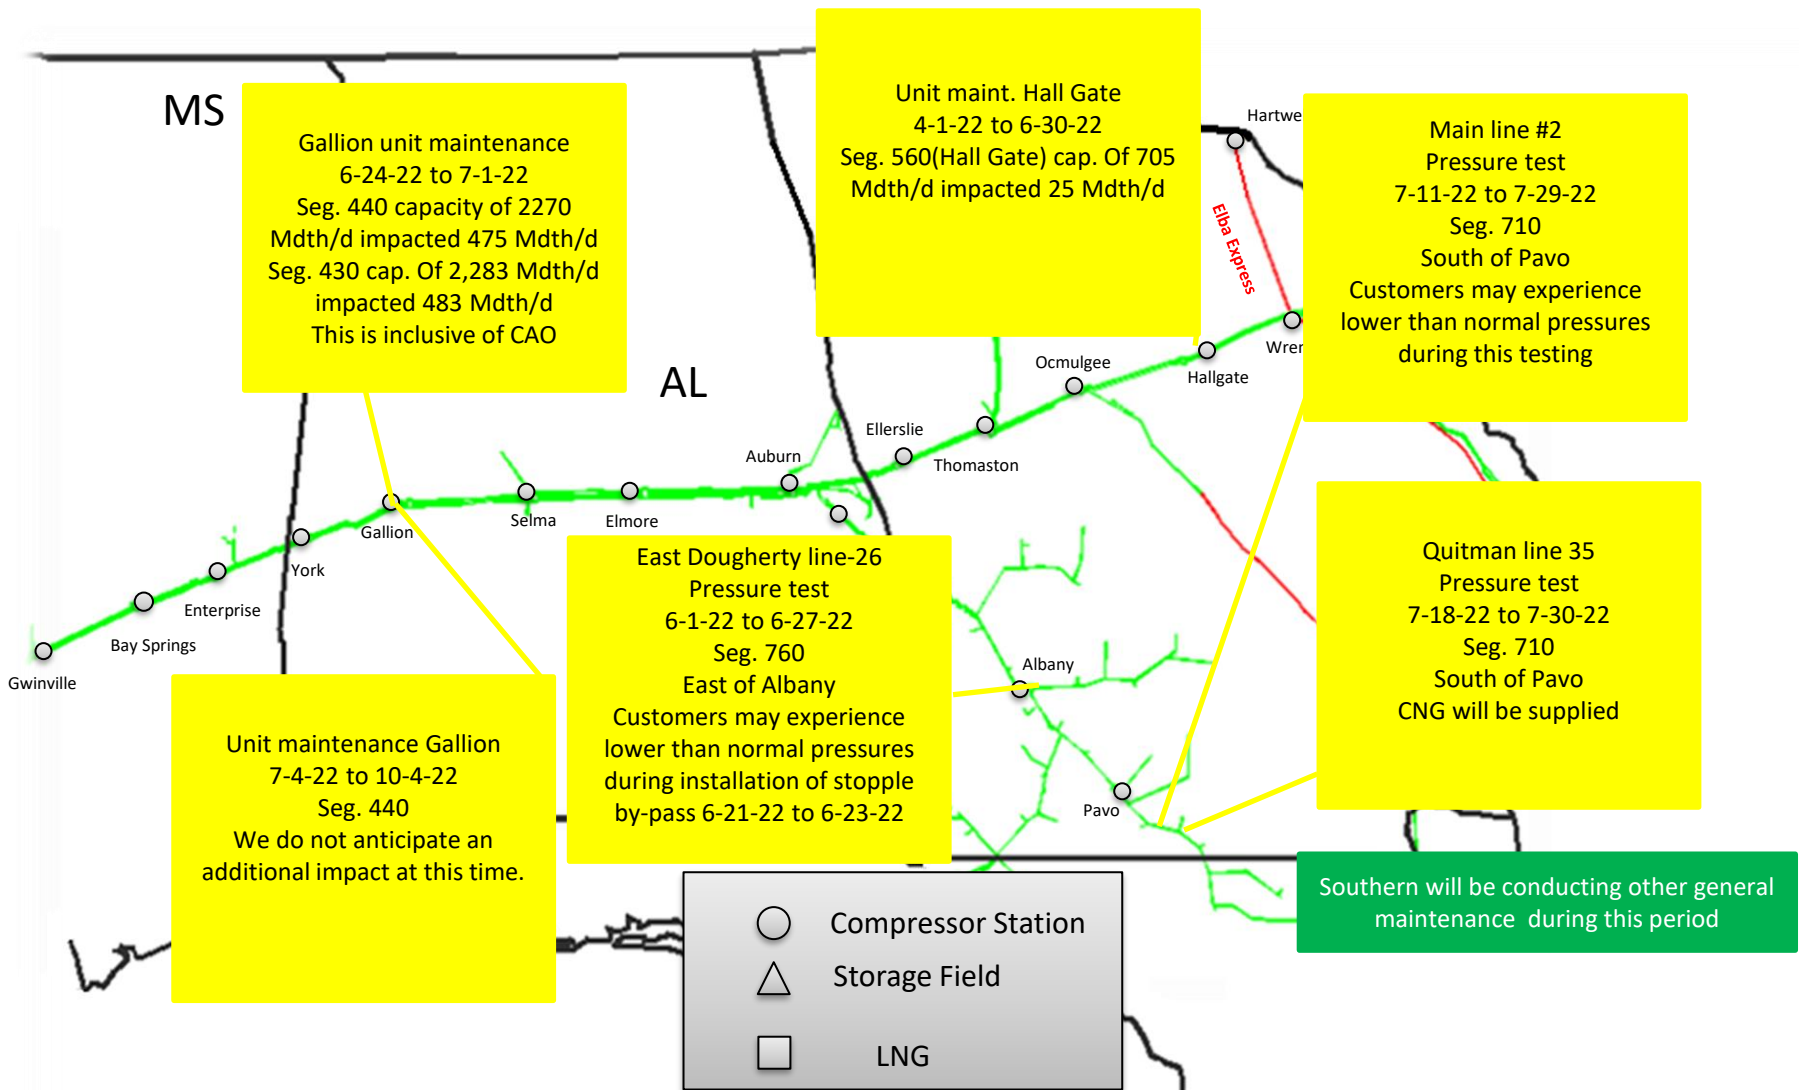 MS
Gallion unit maintenance
6-24-22 to 7-1-22
Seg. 440 capacity of 2270
Mdth/d impacted 475 Mdth/d
Seg. 430 cap. Of 2,283 Mdth/d
impacted 483 Mdth/d
This is inclusive of CAO
Unit maint. Hall Gate
4-1-22 to 6-30-22
Seg. 560(Hall Gate) cap. Of 705
Mdth/d impacted 25 Mdth/d
Hartwe
Elba Express
Main line #2
Pressure test
7-11-22 to 7-29-22
Seg. 710
South of Pavo
Customers may experience
lower than normal pressures
during this testing
AL
Wren
Hallgate
Ocmulgee
Ellerslie
Thomaston
Auburn
Selma
Elmore
Gallion
York
Enterprise
Bay Springs
Gwinville
East Dougherty line-26
Pressure test
6-1-22 to 6-27-22
Seg. 760
East of Albany
Customers may experience
lower than normal pressures
during installation of stopple
by-pass 6-21-22 to 6-23-22
Albany
Pavo
Quitman line 35
Pressure test
7-18-22 to 7-30-22
Seg. 710
South of Pavo
CNG will be supplied
Unit maintenance Gallion
7-4-22 to 10-4-22
Seg. 440
We do not anticipate an
additional impact at this time.
Southern will be conducting other general
maintenance during this period
Compressor Station
Storage Field
LNG